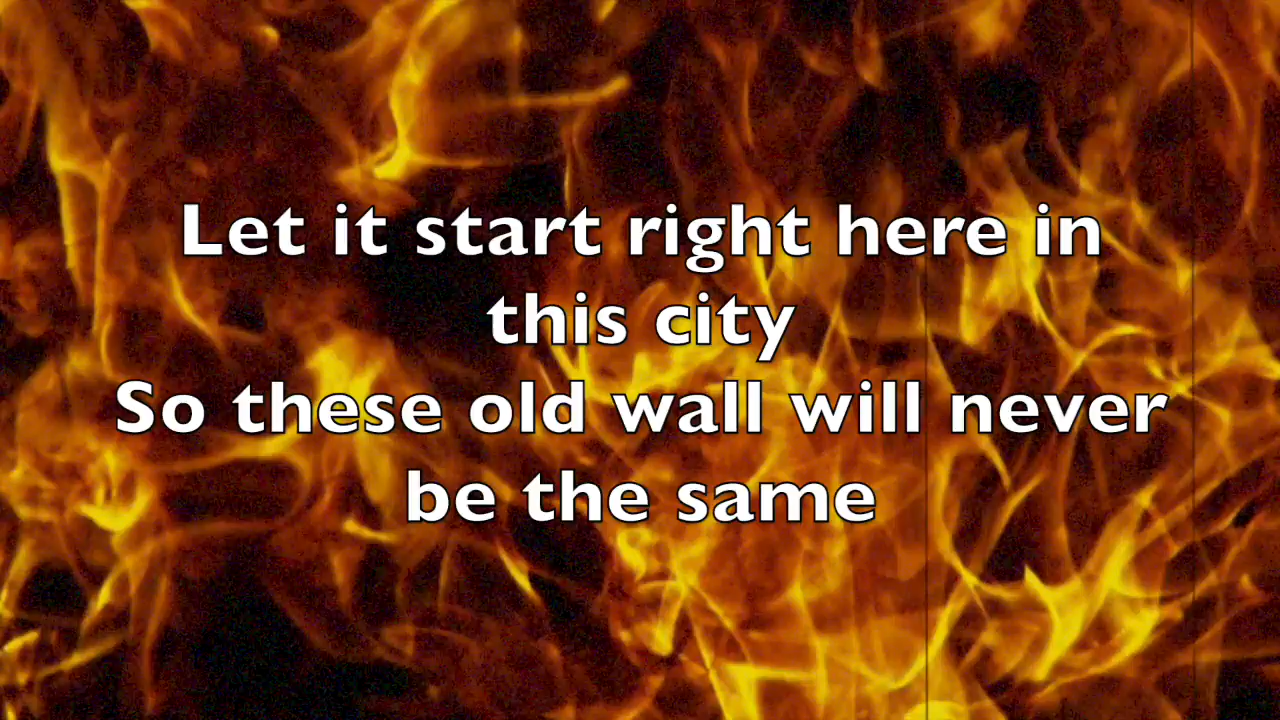 Let it start right here in
this city
So these old wall will never
be the same